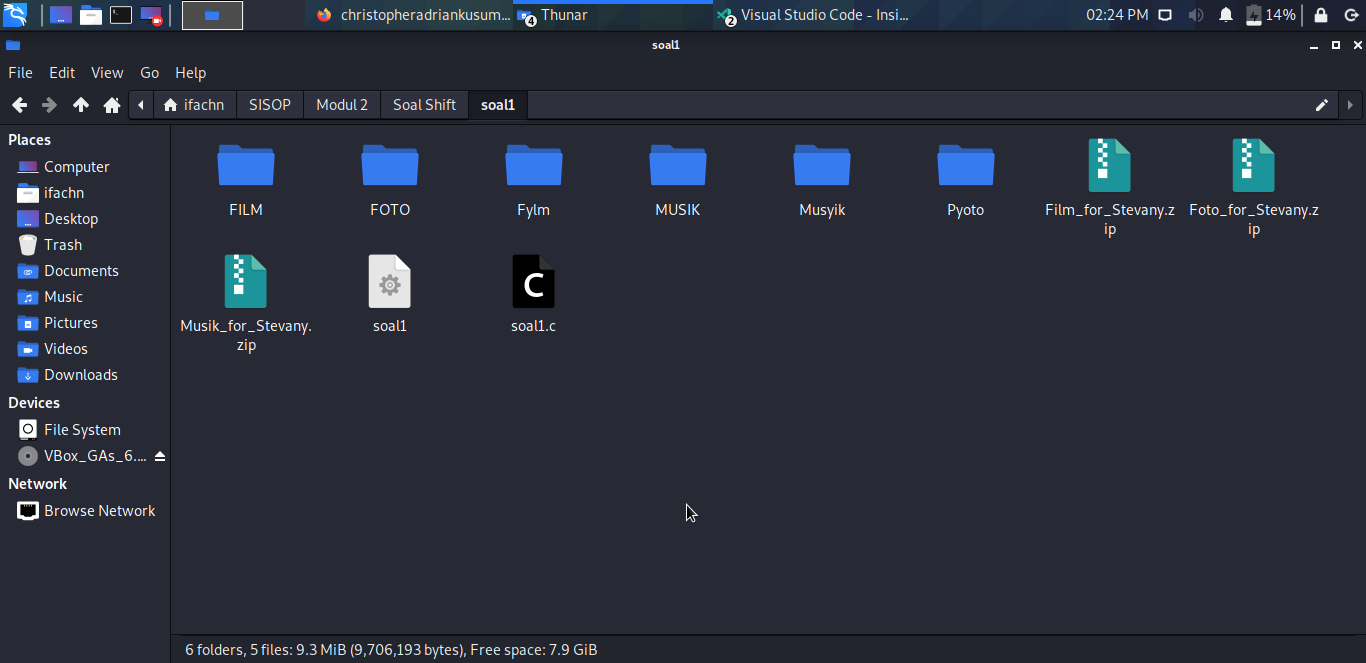 christopheradriankusum...
4
Thunar
2
Visual Studio Code - Insi...
02:24 PM
14%
soal1
File Edit View Go Help
ifachn SISOP Modul 2 Soal Shift soal1
Places
Computer
ifachn
Desktop
Trash
Documents
Music
Pictures
Videos
Downloads
Devices
File System
VBox_GAs_6....
Network
Browse Network
FILM
FOTO
Fylm
MUSIK
Musyik
Pyoto
Film_for_Stevany.z
ip
Foto_for_Stevany.z
ip
Musik_for_Stevany.
zip
soal1
C
soal1.c
6 folders, 5 files: 9.3 MiB (9,706,193 bytes), Free space: 7.9 GiB